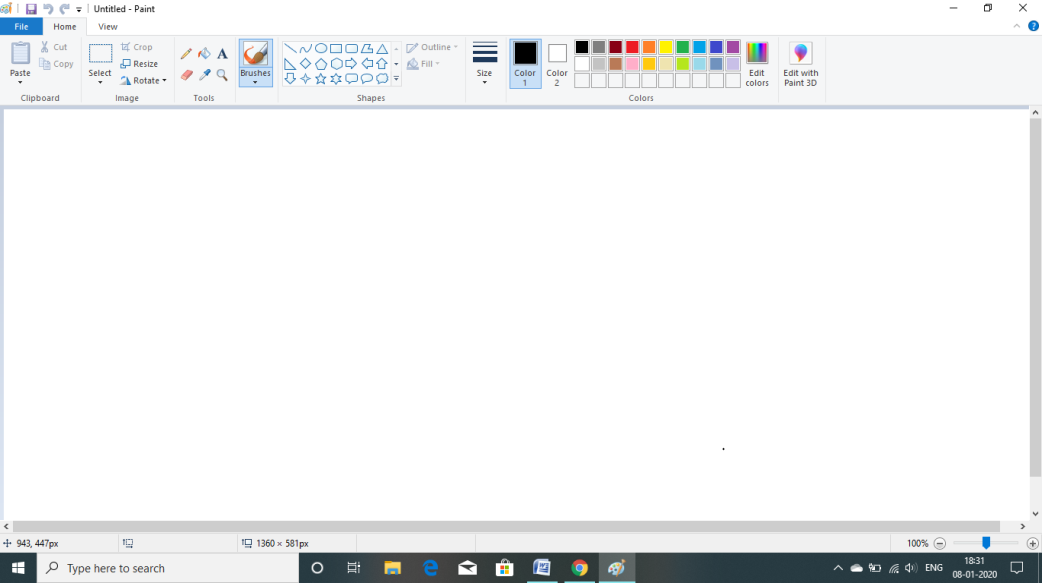 Untitled - Paint
File Home View
Paste Cut Copy Select Crop Resize Rotate Brushes Outline Fill Size Color 1 Color 2 Edit colors Edit with Paint 3D
Clipboard Image Tools Shapes Colors
943, 447px 1360 × 581px 100%
Type here to search ENG 18:31
08-01-2020